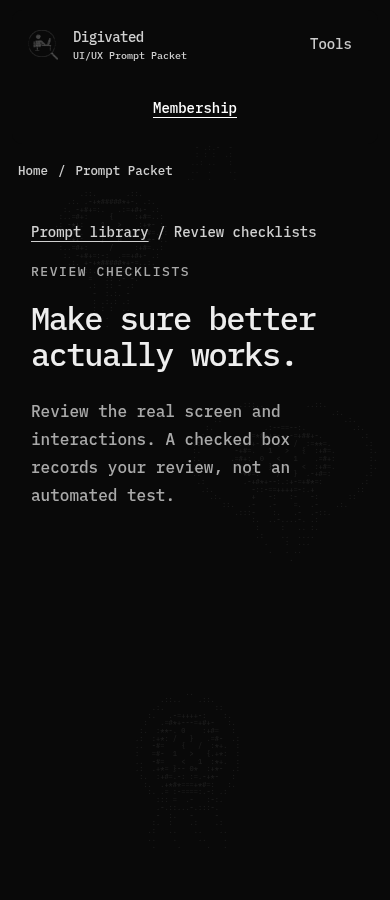 Digivated
UI/UX Prompt Packet
Tools
Membership
Home / Prompt Packet
Prompt library / Review checklists
REVIEW CHECKLISTS
Make sure better
actually works.
Review the real screen and
interactions. A checked box
records your review, not an
automated test.